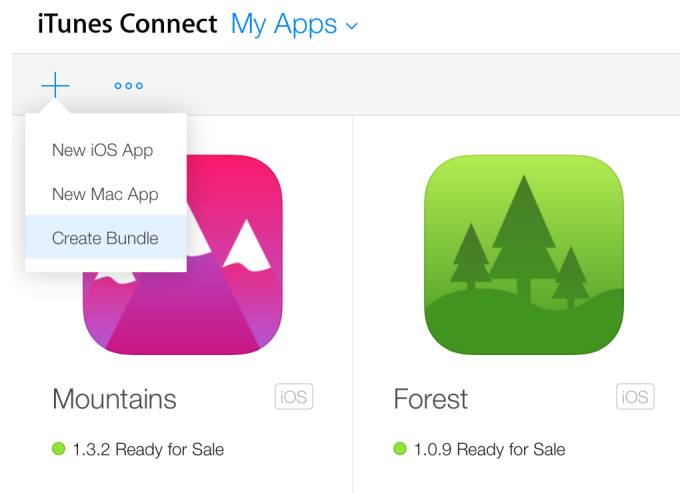 iTunes Connect My Apps
New iOS App
New Mac App
Create Bundle
Mountains iOS
1.3.2 Ready for Sale
Forest iOS
1.0.9 Ready for Sale